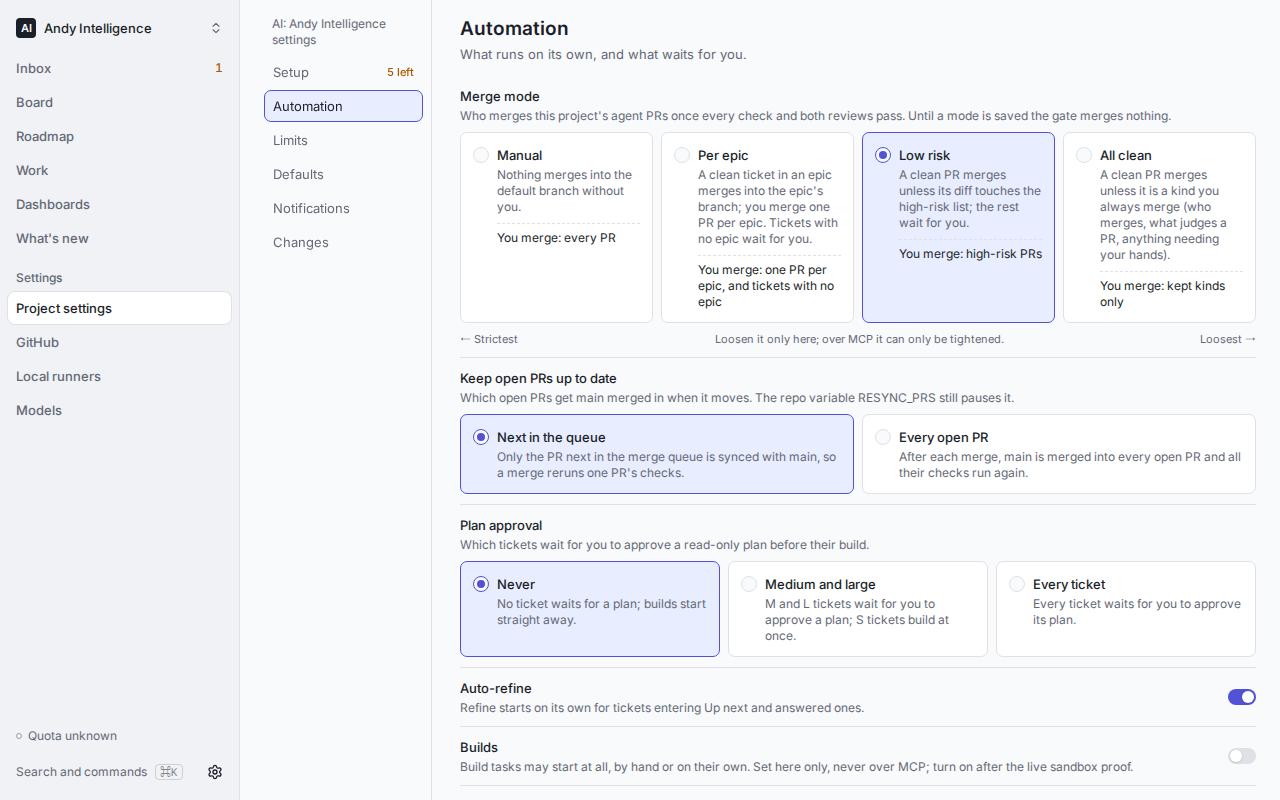 AI Andy Intelligence
Inbox 1
Board
Roadmap
Work
Dashboards
What's new
Settings
Project settings
GitHub
Local runners
Models
Quota unknown
Search and commands ⌘K
AI: Andy Intelligence
settings
Setup 5 left
Automation
Limits
Defaults
Notifications
Changes
Automation
What runs on its own, and what waits for you.
Merge mode
Who merges this project's agent PRs once every check and both reviews pass. Until a mode is saved the gate merges nothing.
Manual
Nothing merges into the
default branch without
you.
You merge: every PR
Per epic
A clean ticket in an epic
merges into the epic's
branch; you merge one
PR per epic. Tickets with
no epic wait for you.
You merge: one PR per
epic, and tickets with no
epic
Low risk
A clean PR merges
unless its diff touches the
high-risk list; the rest
wait for you.
You merge: high-risk PRs
All clean
A clean PR merges
unless it is a kind you
always merge (who
merges, what judges a
PR, anything needing
your hands).
You merge: kept kinds
only
← Strictest Loosen it only here; over MCP it can only be tightened. Loosest →
Keep open PRs up to date
Which open PRs get main merged in when it moves. The repo variable RESYNC_PRS still pauses it.
Next in the queue
Only the PR next in the merge queue is synced with main, so
a merge reruns one PR's checks.
Every open PR
After each merge, main is merged into every open PR and all
their checks run again.
Plan approval
Which tickets wait for you to approve a read-only plan before their build.
Never
No ticket waits for a plan; builds start
straight away.
Medium and large
M and L tickets wait for you to
approve a plan; S tickets build at
once.
Every ticket
Every ticket waits for you to approve
its plan.
Auto-refine
Refine starts on its own for tickets entering Up next and answered ones.
Builds
Build tasks may start at all, by hand or on their own. Set here only, never over MCP; turn on after the live sandbox proof.